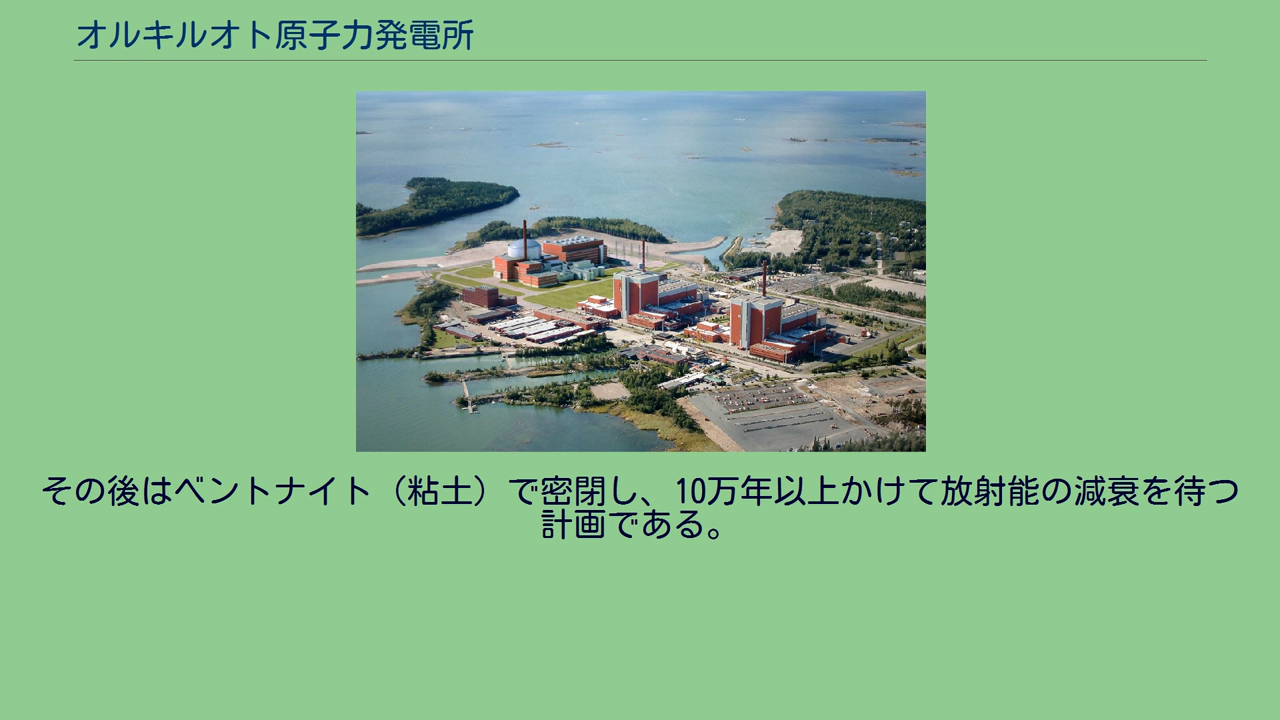 オルキルオト原子力発電所
その後はベントナイト（粘土）で密閉し、10万年以上かけて放射能の減衰を待つ
計画である。